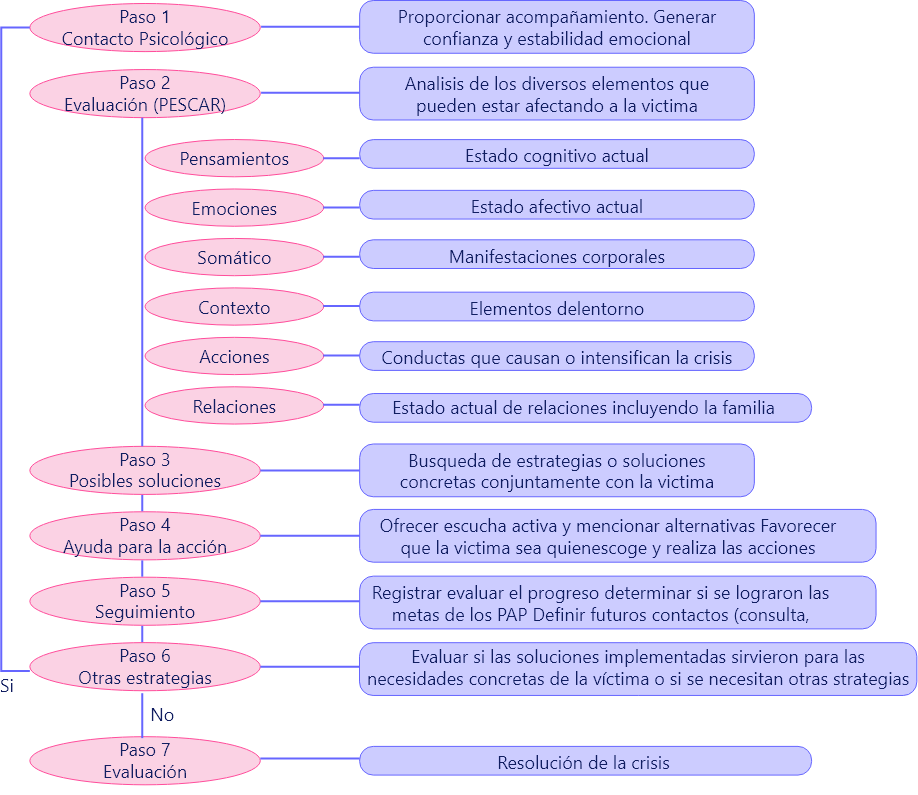 Paso 1
Contacto Psicológico
Proporcionar acompañamiento. Generar
confianza y estabilidad emocional
Paso 2
Evaluación (PESCAR)
Analisis de los diversos elementos que
pueden estar afectando a la victima
Pensamientos
Estado cognitivo actual
Emociones
Estado afectivo actual
Somático
Manifestaciones corporales
Contexto
Elementos delentorno
Acciones
Conductas que causan o intensifican la crisis
Relaciones
Estado actual de relaciones incluyendo la familia
Paso 3
Posibles soluciones
Busqueda de estrategias o soluciones
concretas conjuntamente con la victima
Paso 4
Ayuda para la acción
Ofrecer escucha activa y mencionar alternativas Favorecer
que la victima sea quienescoge y realiza las acciones
Paso 5
Seguimiento
Registrar evaluar el progreso determinar si se lograron las
metas de los PAP Definir futuros contactos (consulta,
Paso 6
Otras estrategias
Evaluar si las soluciones implementadas sirvieron para las
necesidades concretas de la víctima o si se necesitan otras strategias
Si
No
Paso 7
Evaluación
Resolución de la crisis